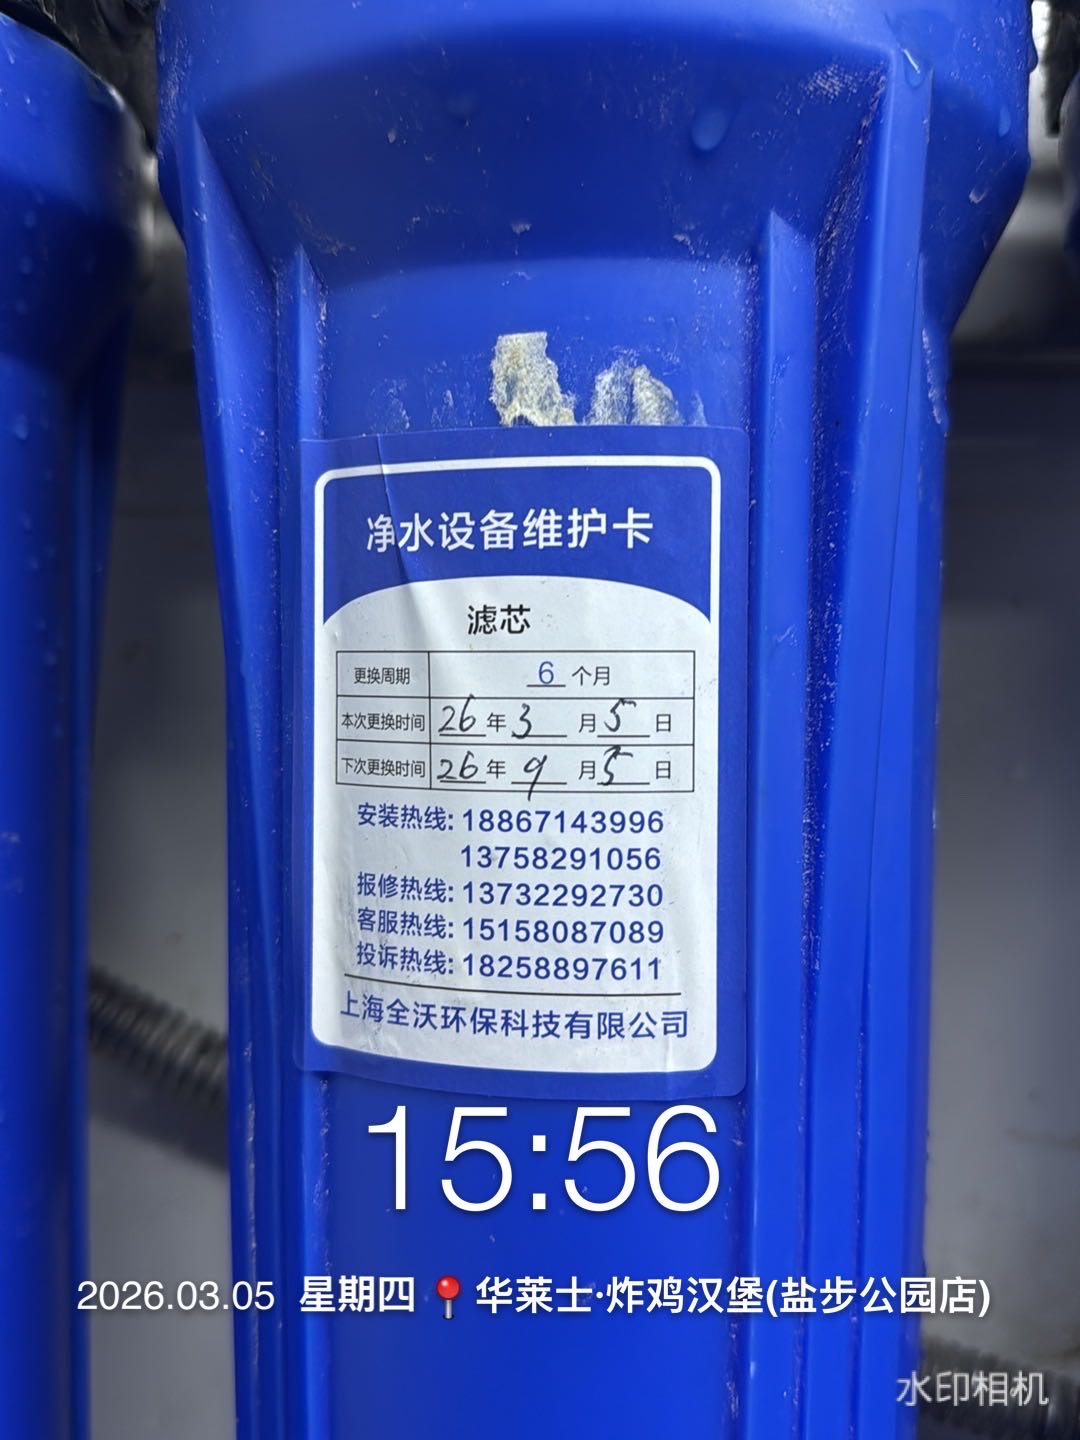 净水设备维护卡
滤芯
更换周期 6 个月
本次更换时间 26 年 3 月 5 日
下次更换时间 26 年 9 月 5 日
安装热线: 18867143996
13758291056
报修热线: 13732292730
客服热线: 15158087089
投诉热线: 18258897611
上海全沃环保科技有限公司
15:56
2026.03.05 星期四 📍华莱士·炸鸡汉堡(盐步公园店)
水印相机